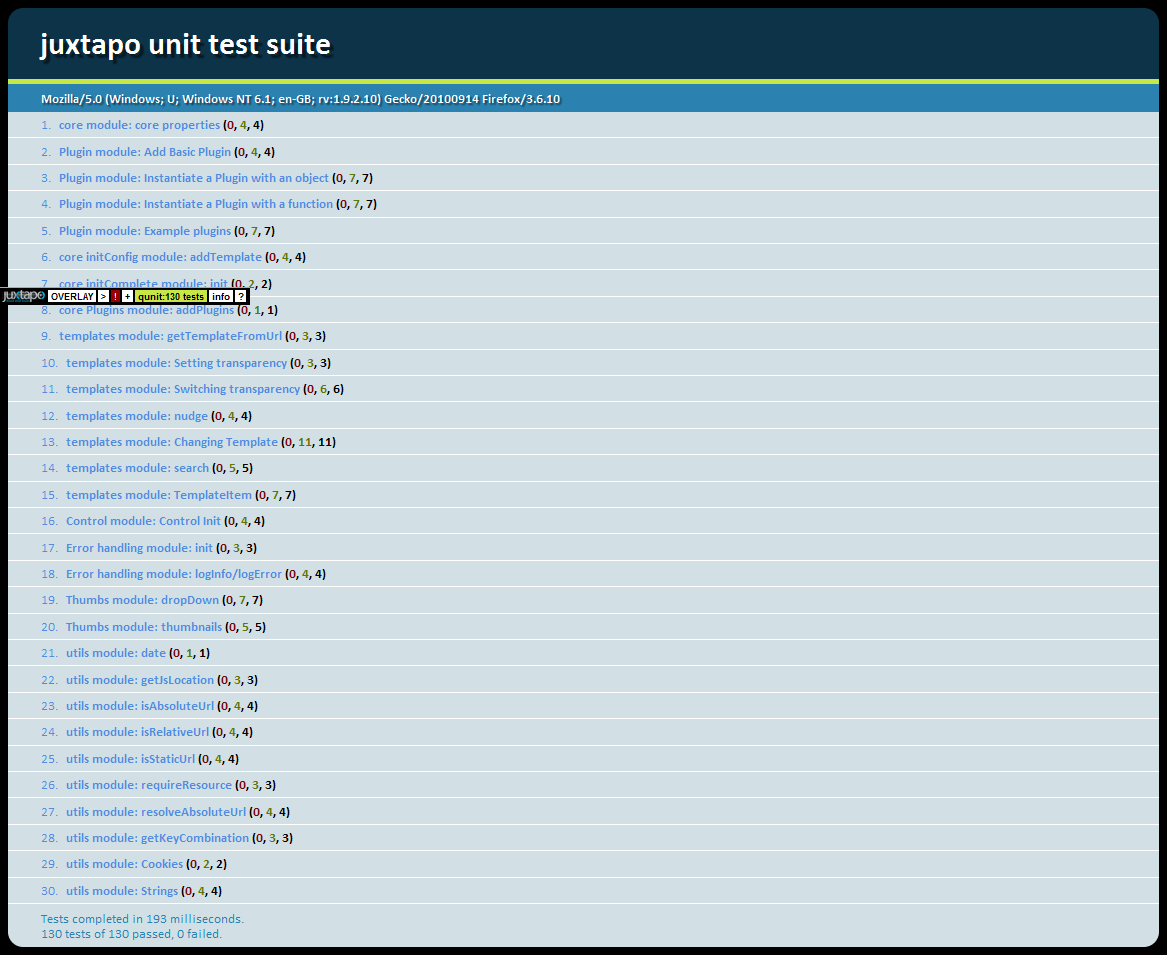 juxtapo unit test suite
Mozilla/5.0 (Windows; U; Windows NT 6.1; en-GB; rv:1.9.2.10) Gecko/20100914 Firefox/3.6.10
1. core module: core properties (0, 4, 4)
2. Plugin module: Add Basic Plugin (0, 4, 4)
3. Plugin module: Instantiate a Plugin with an object (0, 7, 7)
4. Plugin module: Instantiate a Plugin with a function (0, 7, 7)
5. Plugin module: Example plugins (0, 7, 7)
6. core initConfig module: addTemplate (0, 4, 4)
7. core initComplete module: init (0, 2, 2)
juxtapo OVERLAY > ! + qunit:130 tests info ?
8. core Plugins module: addPlugins (0, 1, 1)
9. templates module: getTemplateFromUrl (0, 3, 3)
10. templates module: Setting transparency (0, 3, 3)
11. templates module: Switching transparency (0, 6, 6)
12. templates module: nudge (0, 4, 4)
13. templates module: Changing Template (0, 11, 11)
14. templates module: search (0, 5, 5)
15. templates module: TemplateItem (0, 7, 7)
16. Control module: Control Init (0, 4, 4)
17. Error handling module: init (0, 3, 3)
18. Error handling module: logInfo/logError (0, 4, 4)
19. Thumbs module: dropDown (0, 7, 7)
20. Thumbs module: thumbnails (0, 5, 5)
21. utils module: date (0, 1, 1)
22. utils module: getJsLocation (0, 3, 3)
23. utils module: isAbsoluteUrl (0, 4, 4)
24. utils module: isRelativeUrl (0, 4, 4)
25. utils module: isStaticUrl (0, 4, 4)
26. utils module: requireResource (0, 3, 3)
27. utils module: resolveAbsoluteUrl (0, 4, 4)
28. utils module: getKeyCombination (0, 3, 3)
29. utils module: Cookies (0, 2, 2)
30. utils module: Strings (0, 4, 4)
Tests completed in 193 milliseconds.
130 tests of 130 passed, 0 failed.